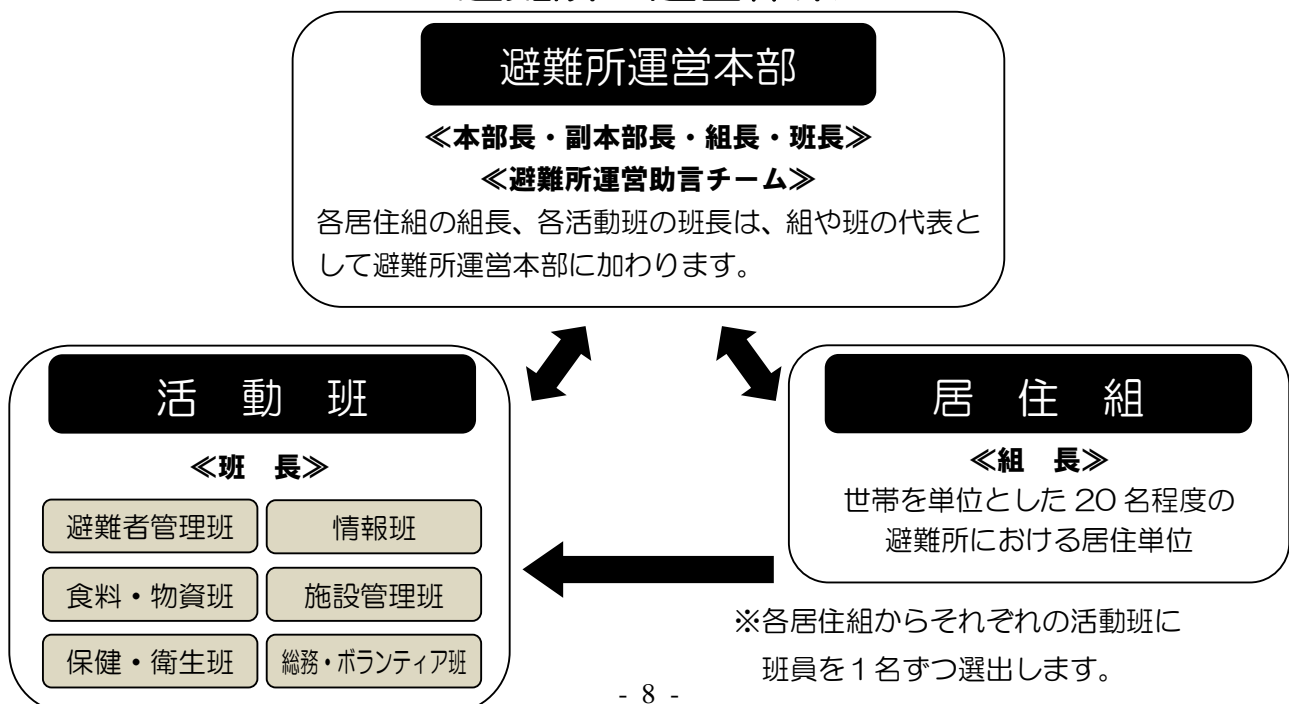 避難所運営本部
≪本部長・副本部長・組長・班長≫
≪避難所運営助言チーム≫
各居住組の組長、各活動班の班長は、組や班の代表と
して避難所運営本部に加わります。
活 動 班
≪班 長≫
避難者管理班
情報班
食料・物資班
施設管理班
保健・衛生班
総務・ボランティア班
居 住 組
≪組 長≫
世帯を単位とした 20 名程度の
避難所における居住単位
※各居住組からそれぞれの活動班に
班員を1名ずつ選出します。
- 8 -